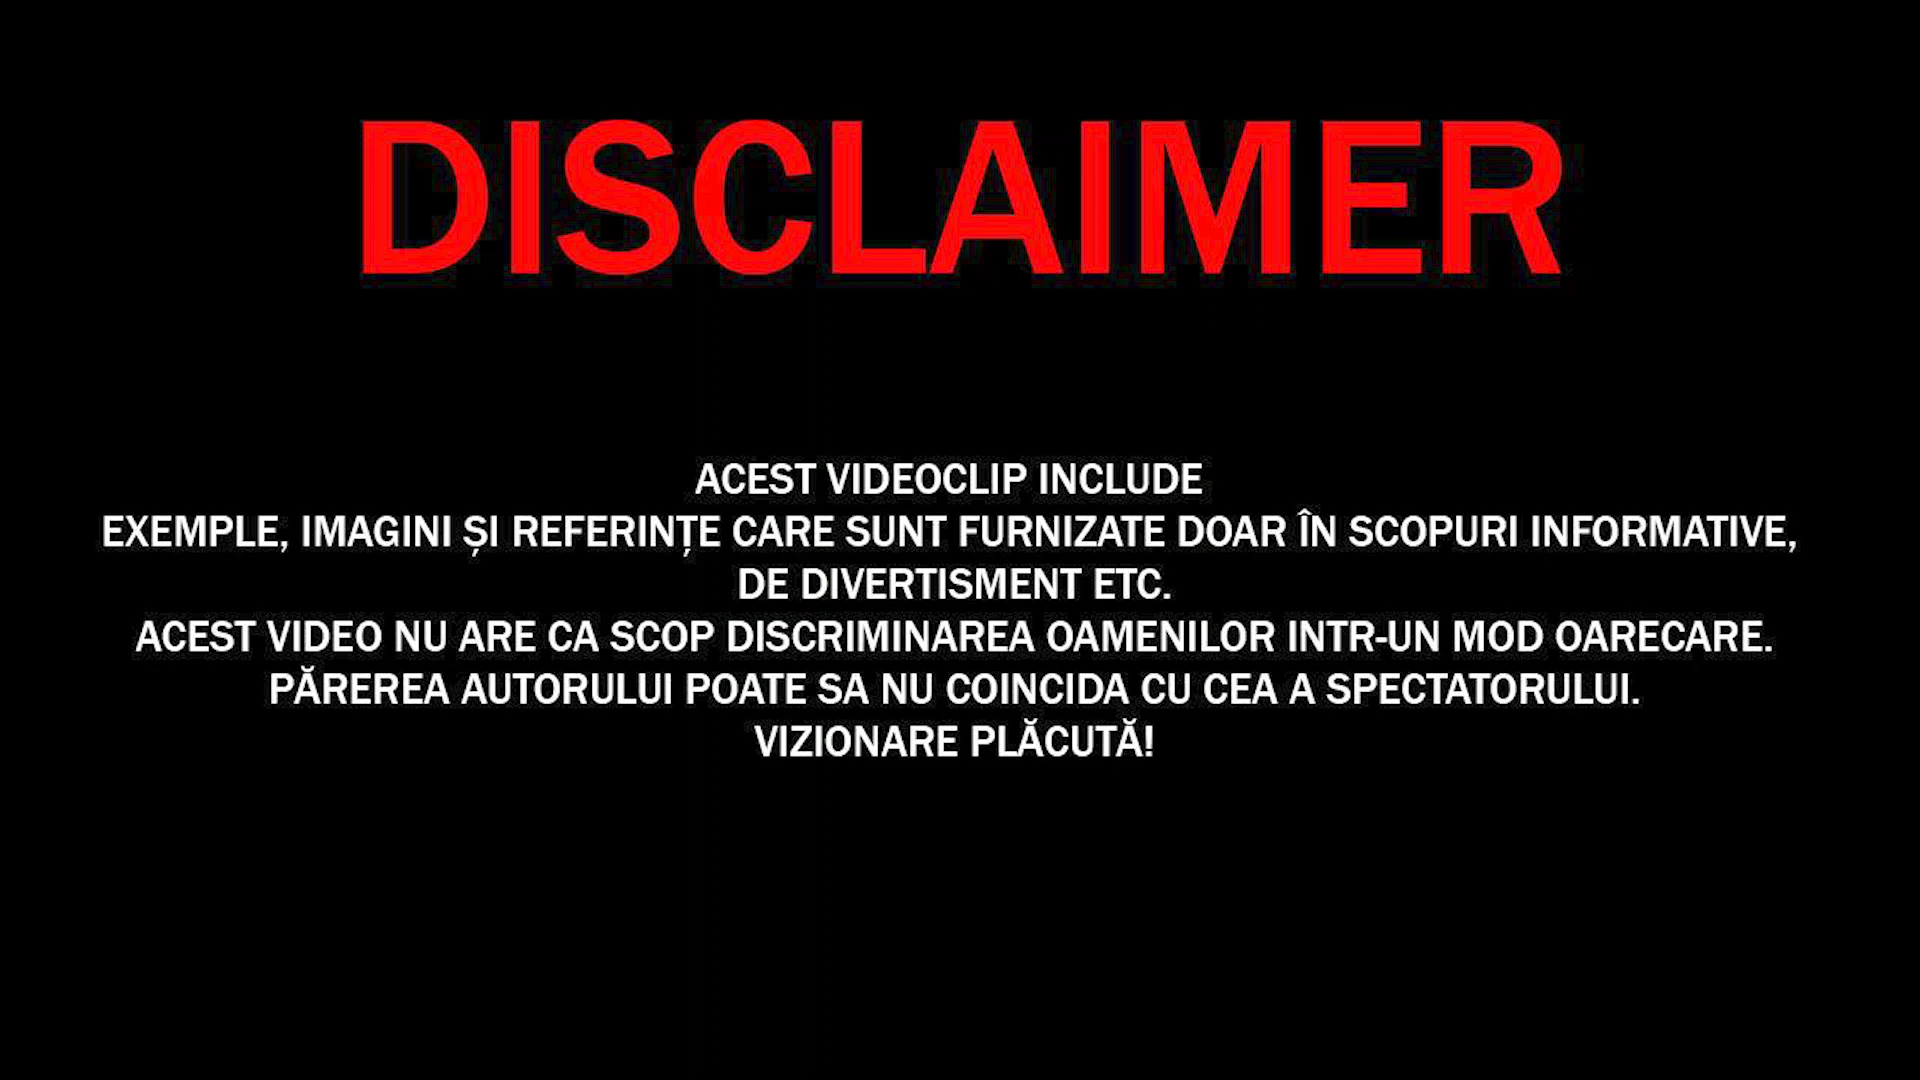 DISCLAIMER
ACEST VIDEOCLIP INCLUDE
EXEMPLE, IMAGINI ȘI REFERINȚE CARE SUNT FURNIZATE DOAR ÎN SCOPURI INFORMATIVE,
DE DIVERTISMENT ETC.
ACEST VIDEO NU ARE CA SCOP DISCRIMINAREA OAMENILOR INTR-UN MOD OARECARE.
PĂREREA AUTORULUI POATE SA NU COINCIDA CU CEA A SPECTATORULUI.
VIZIONARE PLĂCUTĂ!